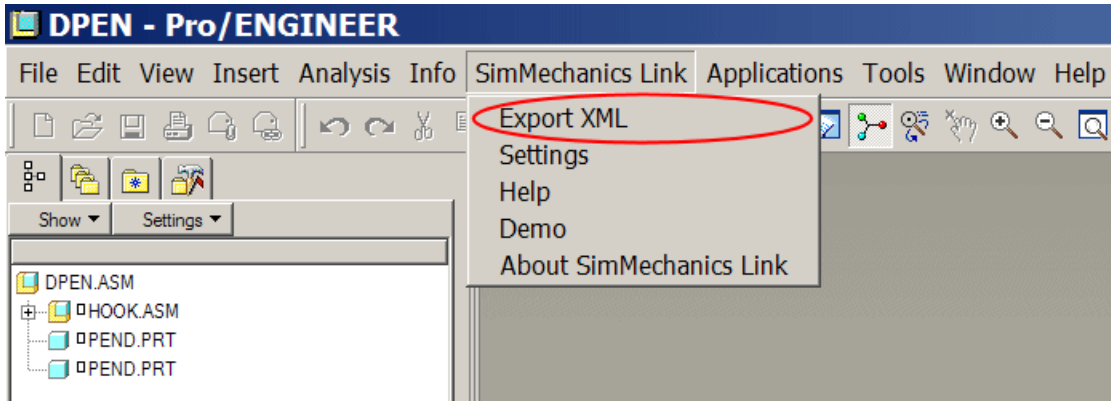 DPEN - Pro/ENGINEER
File Edit View Insert Analysis Info SimMechanics Link Applications Tools Window Help
Export XML
Settings
Help
Demo
About SimMechanics Link
Show Settings
DPEN.ASM
HOOK.ASM
PEND.PRT
PEND.PRT